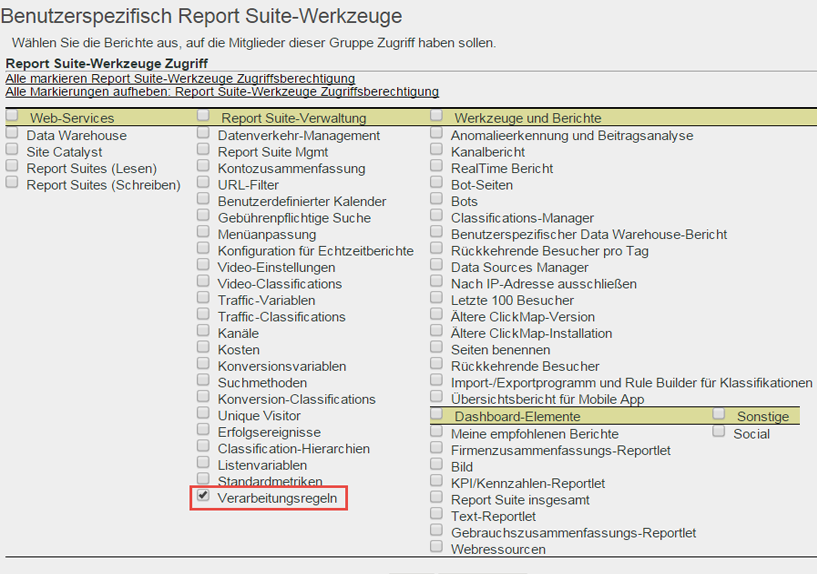 Benutzerspezifisch Report Suite-Werkzeuge
Wählen Sie die Berichte aus, auf die Mitglieder dieser Gruppe Zugriff haben sollen.
Report Suite-Werkzeuge Zugriff
Alle markieren Report Suite-Werkzeuge Zugriffsberechtigung
Alle Markierungen aufheben: Report Suite-Werkzeuge Zugriffsberechtigung
Web-Services
Data Warehouse
Site Catalyst
Report Suites (Lesen)
Report Suites (Schreiben)
Report Suite-Verwaltung
Datenverkehr-Management
Report Suite Mgmt
Kontozusammenfassung
URL-Filter
Benutzerdefinierter Kalender
Gebührenpflichtige Suche
Menüanpassung
Konfiguration für Echtzeitberichte
Video-Einstellungen
Video-Classifications
Traffic-Variablen
Traffic-Classifications
Kanäle
Kosten
Konversionsvariablen
Suchmethoden
Konversion-Classifications
Unique Visitor
Erfolgsereignisse
Classification-Hierarchien
Listenvariablen
Standardmetriken
Verarbeitungsregeln
Werkzeuge und Berichte
Anomalieerkennung und Beitragsanalyse
Kanalbericht
RealTime Bericht
Bot-Seiten
Bots
Classifications-Manager
Benutzerspezifischer Data Warehouse-Bericht
Rückkehrende Besucher pro Tag
Data Sources Manager
Nach IP-Adresse ausschließen
Letzte 100 Besucher
Ältere ClickMap-Version
Ältere ClickMap-Installation
Seiten benennen
Rückkehrende Besucher
Import-/Exportprogramm und Rule Builder für Klassifikationen
Übersichtsbericht für Mobile App
Dashboard-Elemente
Meine empfohlenen Berichte
Firmenzusammenfassungs-Reportlet
Bild
KPI/Kennzahlen-Reportlet
Report Suite insgesamt
Text-Reportlet
Gebrauchszusammenfassungs-Reportlet
Webressourcen
Sonstige
Social